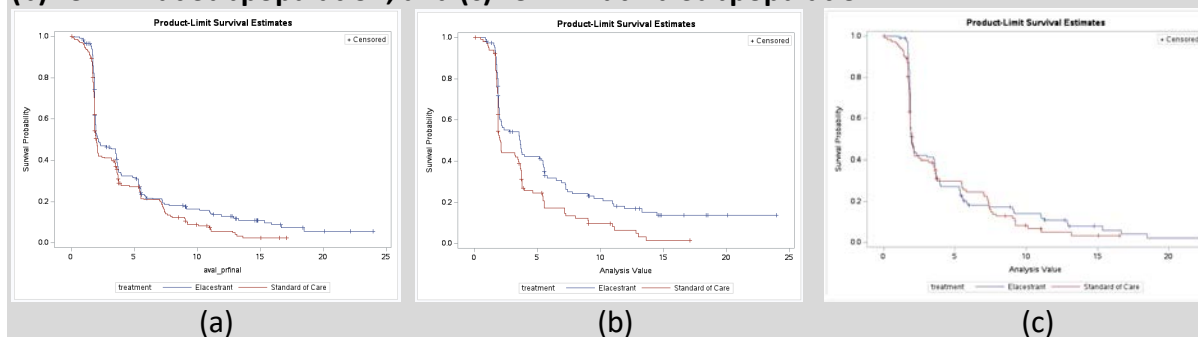 and (c)
Product-Limit Survival Estimates
+ Censored
1.0
0.8
0.6
0.4
0.2
0.0
Survival Probability
0 5 10 15 20 25
aval_prfinal
treatment Elacestrant Standard of Care
(a)
Product-Limit Survival Estimates
+ Censored
1.0
0.8
0.6
0.4
0.2
0.0
Survival Probability
0 5 10 15 20 25
Analysis Value
treatment Elacestrant Standard of Care
(b)
Product-Limit Survival Estimates
+ Censored
1.0
0.8
0.6
0.4
0.2
0.0
Survival Probability
0 5 10 15 20
Analysis Value
treatment Elacestrant Standard of Care
(c)